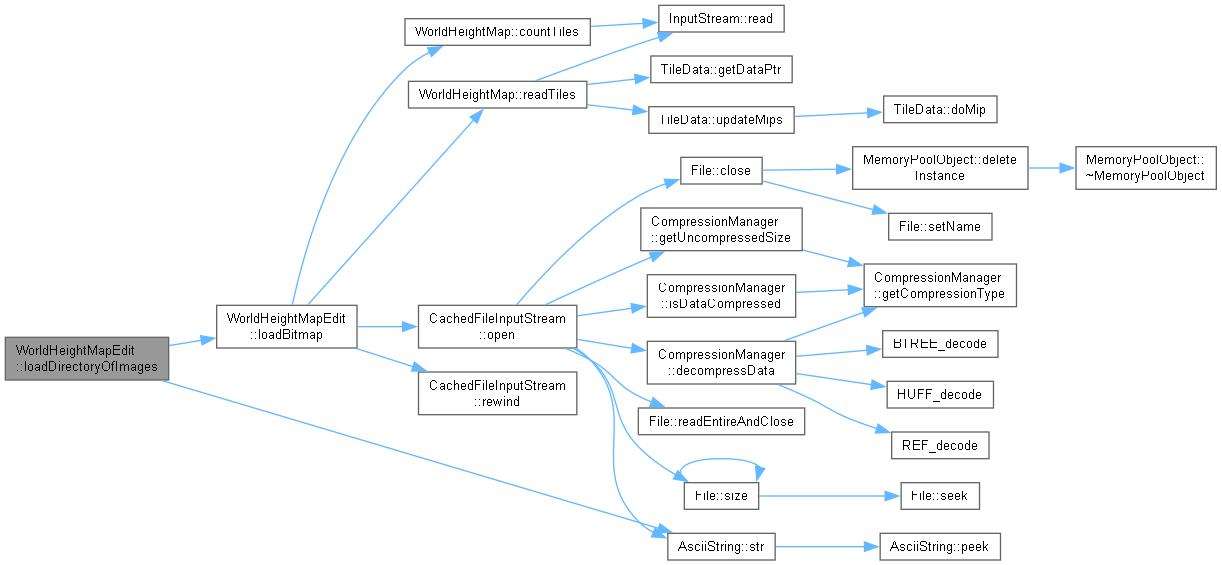 InputStream::read
WorldHeightMap::countTiles
TileData::getDataPtr
WorldHeightMap::readTiles
TileData::updateMips
TileData::doMip
File::close
MemoryPoolObject::delete
Instance
MemoryPoolObject::
~MemoryPoolObject
CompressionManager
::getUncompressedSize
File::setName
CompressionManager
::isDataCompressed
CompressionManager
::getCompressionType
WorldHeightMapEdit
::loadBitmap
CachedFileInputStream
::open
WorldHeightMapEdit
::loadDirectoryOfImages
CompressionManager
::decompressData
BTREE_decode
CachedFileInputStream
::rewind
HUFF_decode
File::readEntireAndClose
REF_decode
File::size
File::seek
AsciiString::str
AsciiString::peek